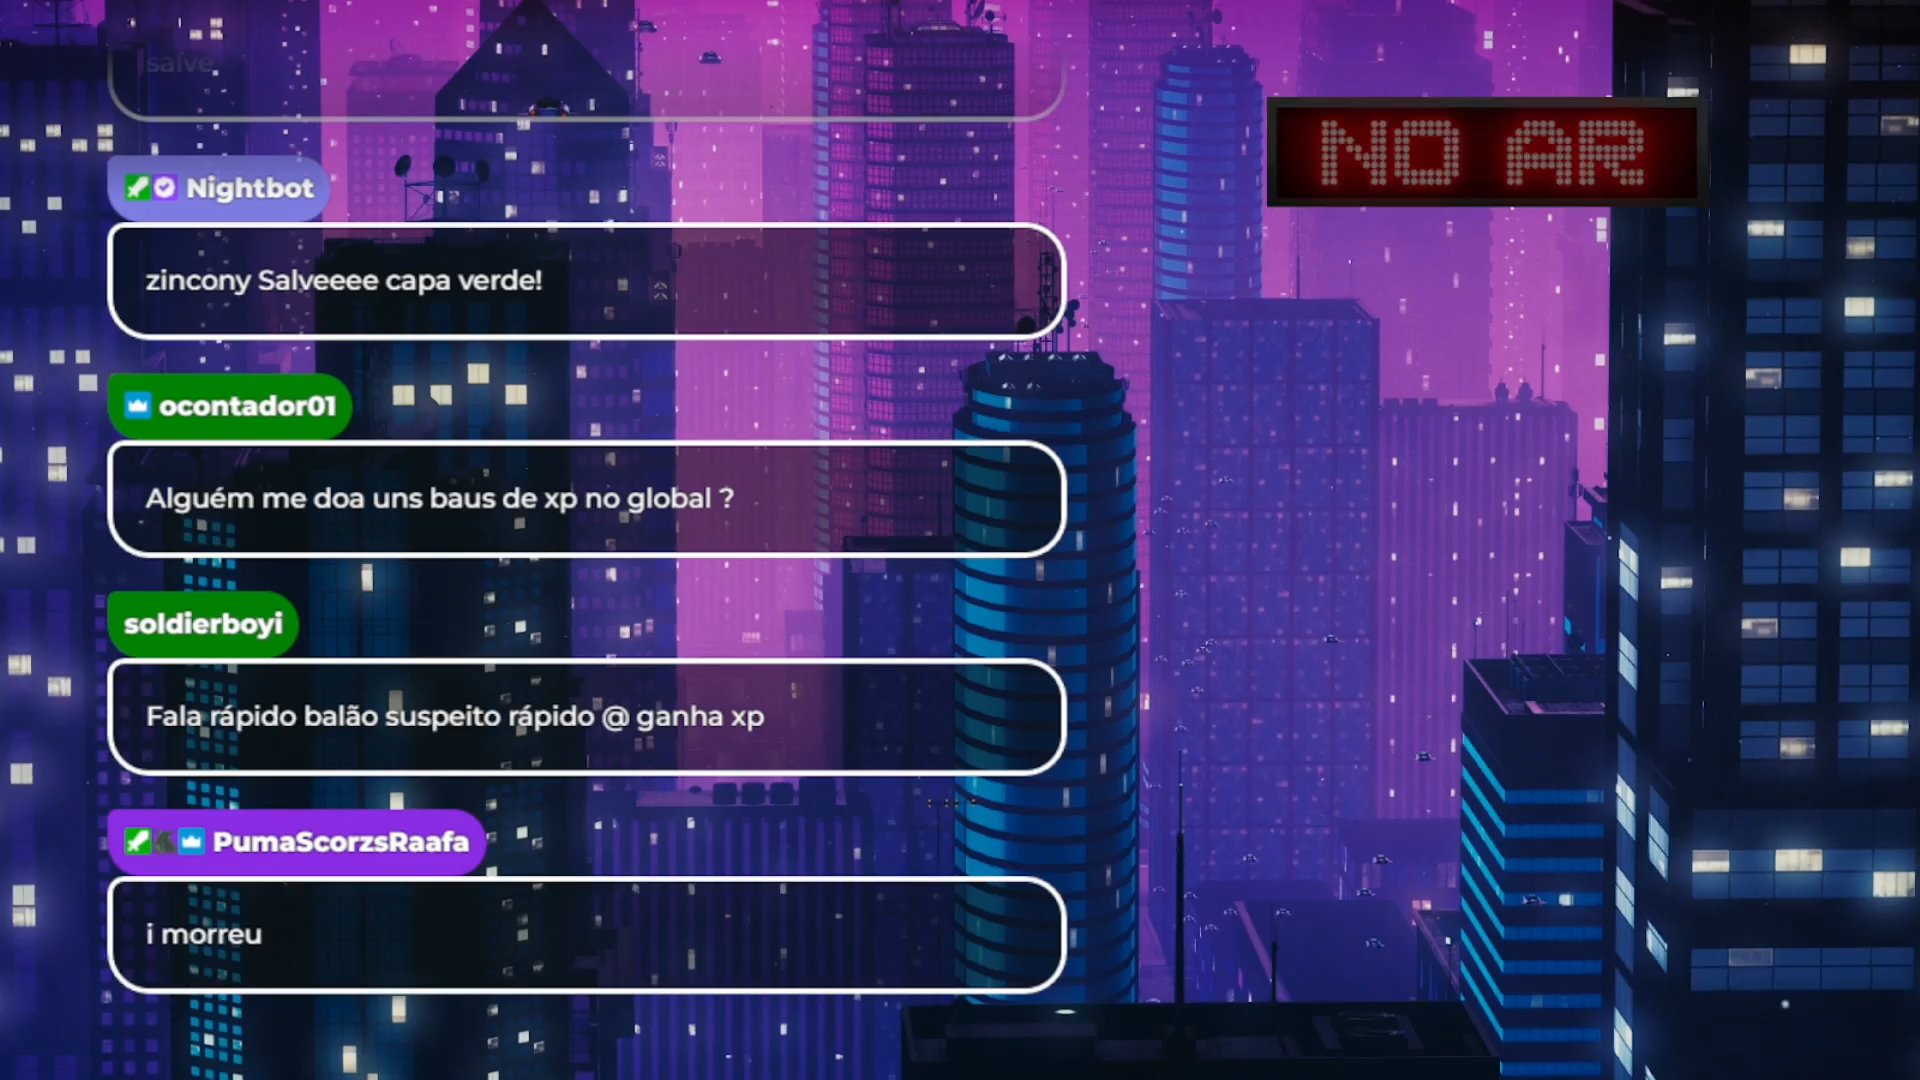 salve
NO AR
Nightbot
zincony Salveeee capa verde!
ocontador01
Alguém me doa uns baus de xp no global ?
soldierboyi
Fala rápido balão suspeito rápido @ ganha xp
PumaScorzsRaafa
i morreu